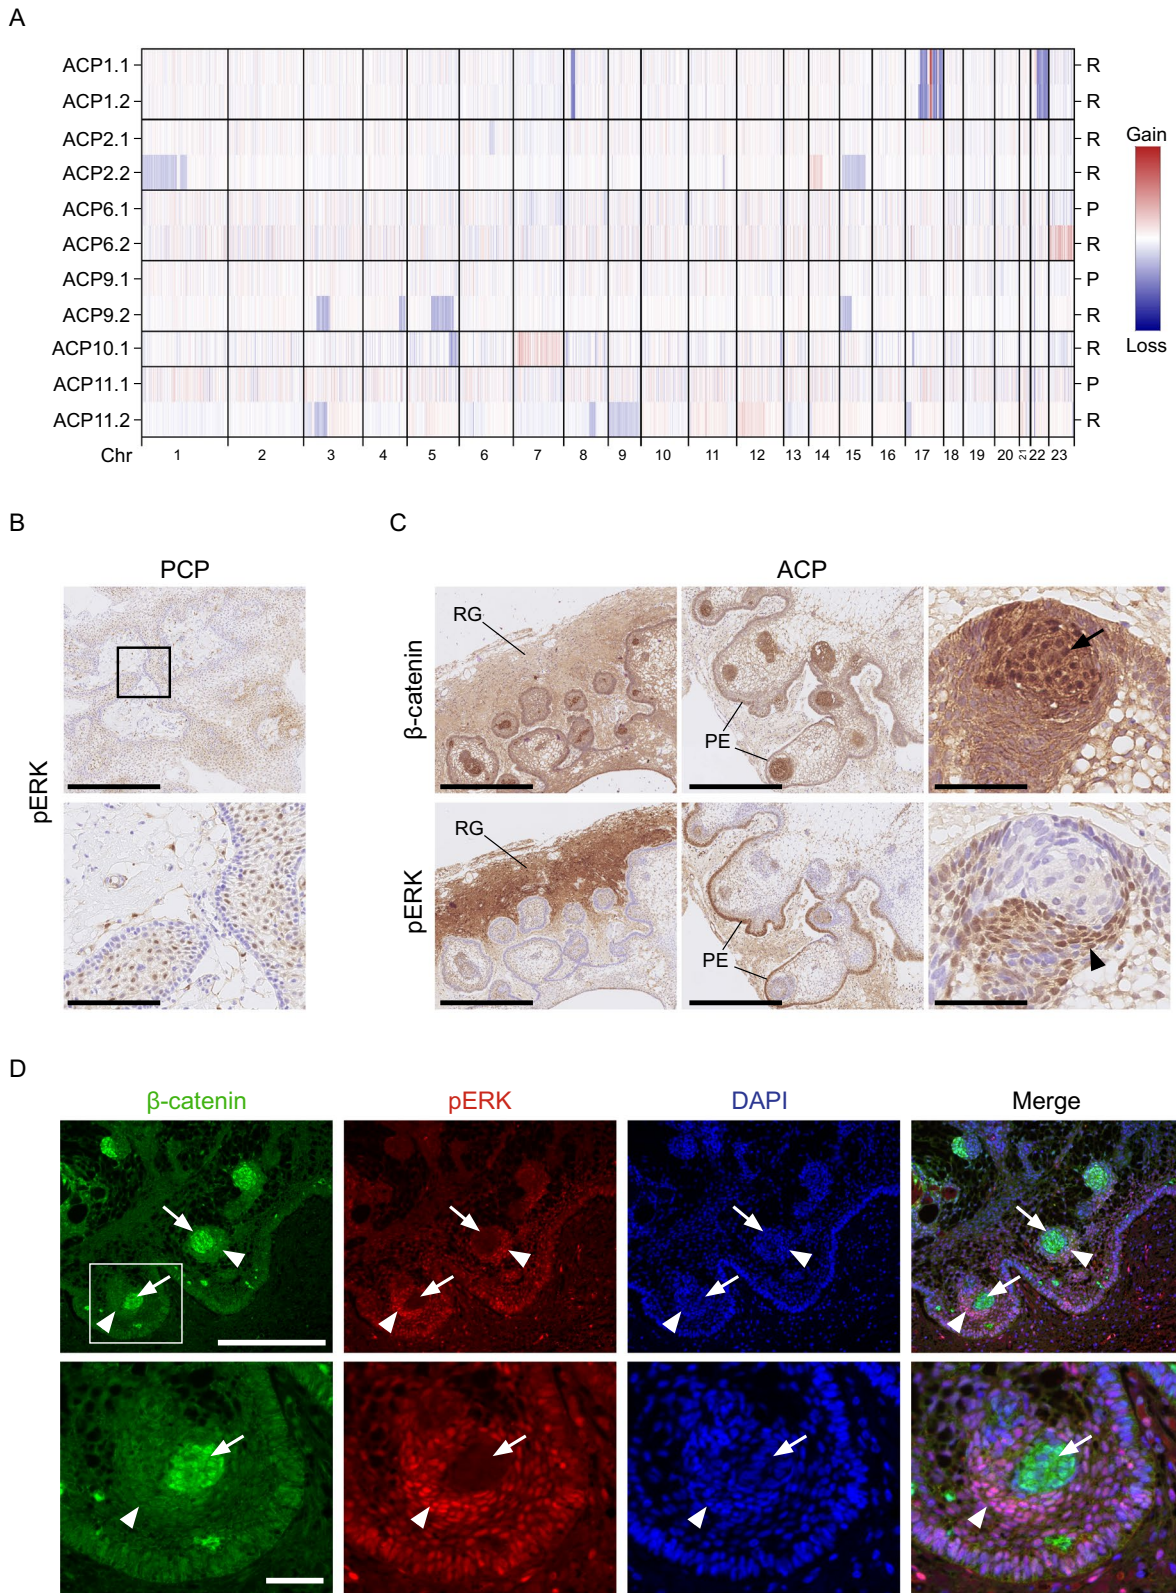 A
ACP1.1 R
ACP1.2 R
ACP2.1 R
ACP2.2 R
ACP6.1 P
ACP6.2 R
ACP9.1 P
ACP9.2 R
ACP10.1 R
ACP11.1 P
ACP11.2 R
Gain
Loss
Chr 1 2 3 4 5 6 7 8 9 10 11 12 13 14 15 16 17 18 19 20 21 22 23
B
PCP
pERK
C
ACP
β-catenin
RG
PE
pERK
RG
PE
D
β-catenin pERK DAPI Merge